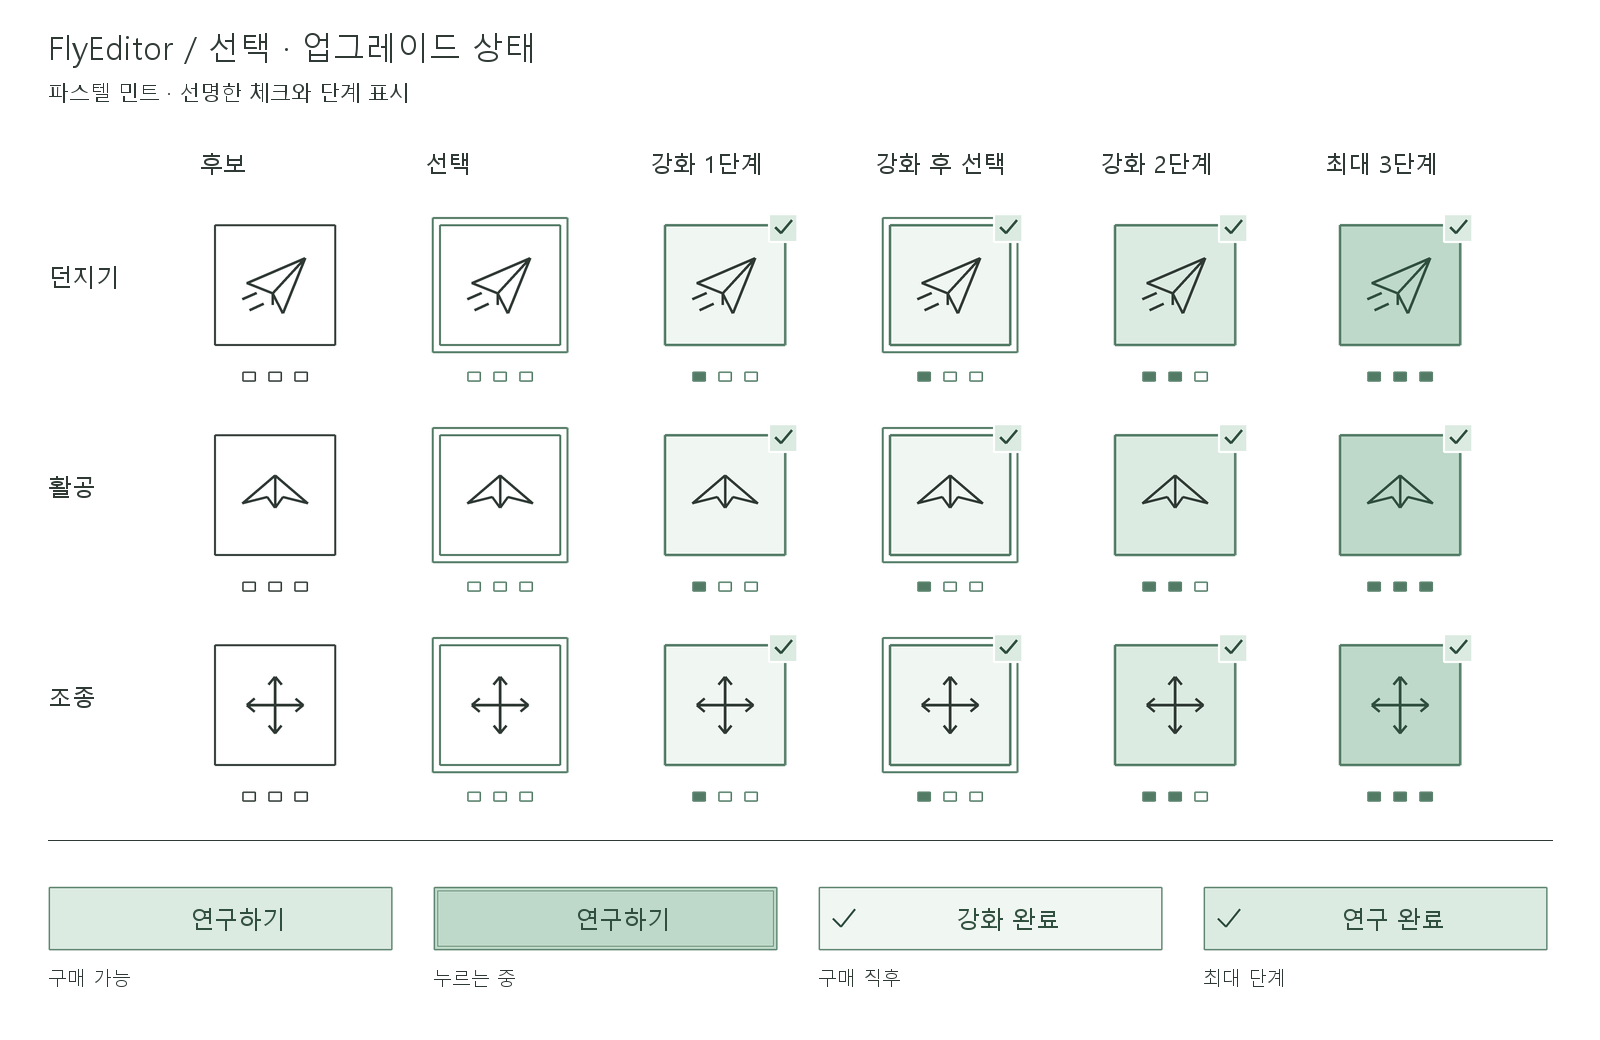 FlyEditor / 선택 · 업그레이드 상태
파스텔 민트 · 선명한 체크와 단계 표시
후보 선택 강화 1단계 강화 후 선택 강화 2단계 최대 3단계
던지기
활공
조종
연구하기 연구하기 강화 완료 연구 완료
구매 가능 누르는 중 구매 직후 최대 단계